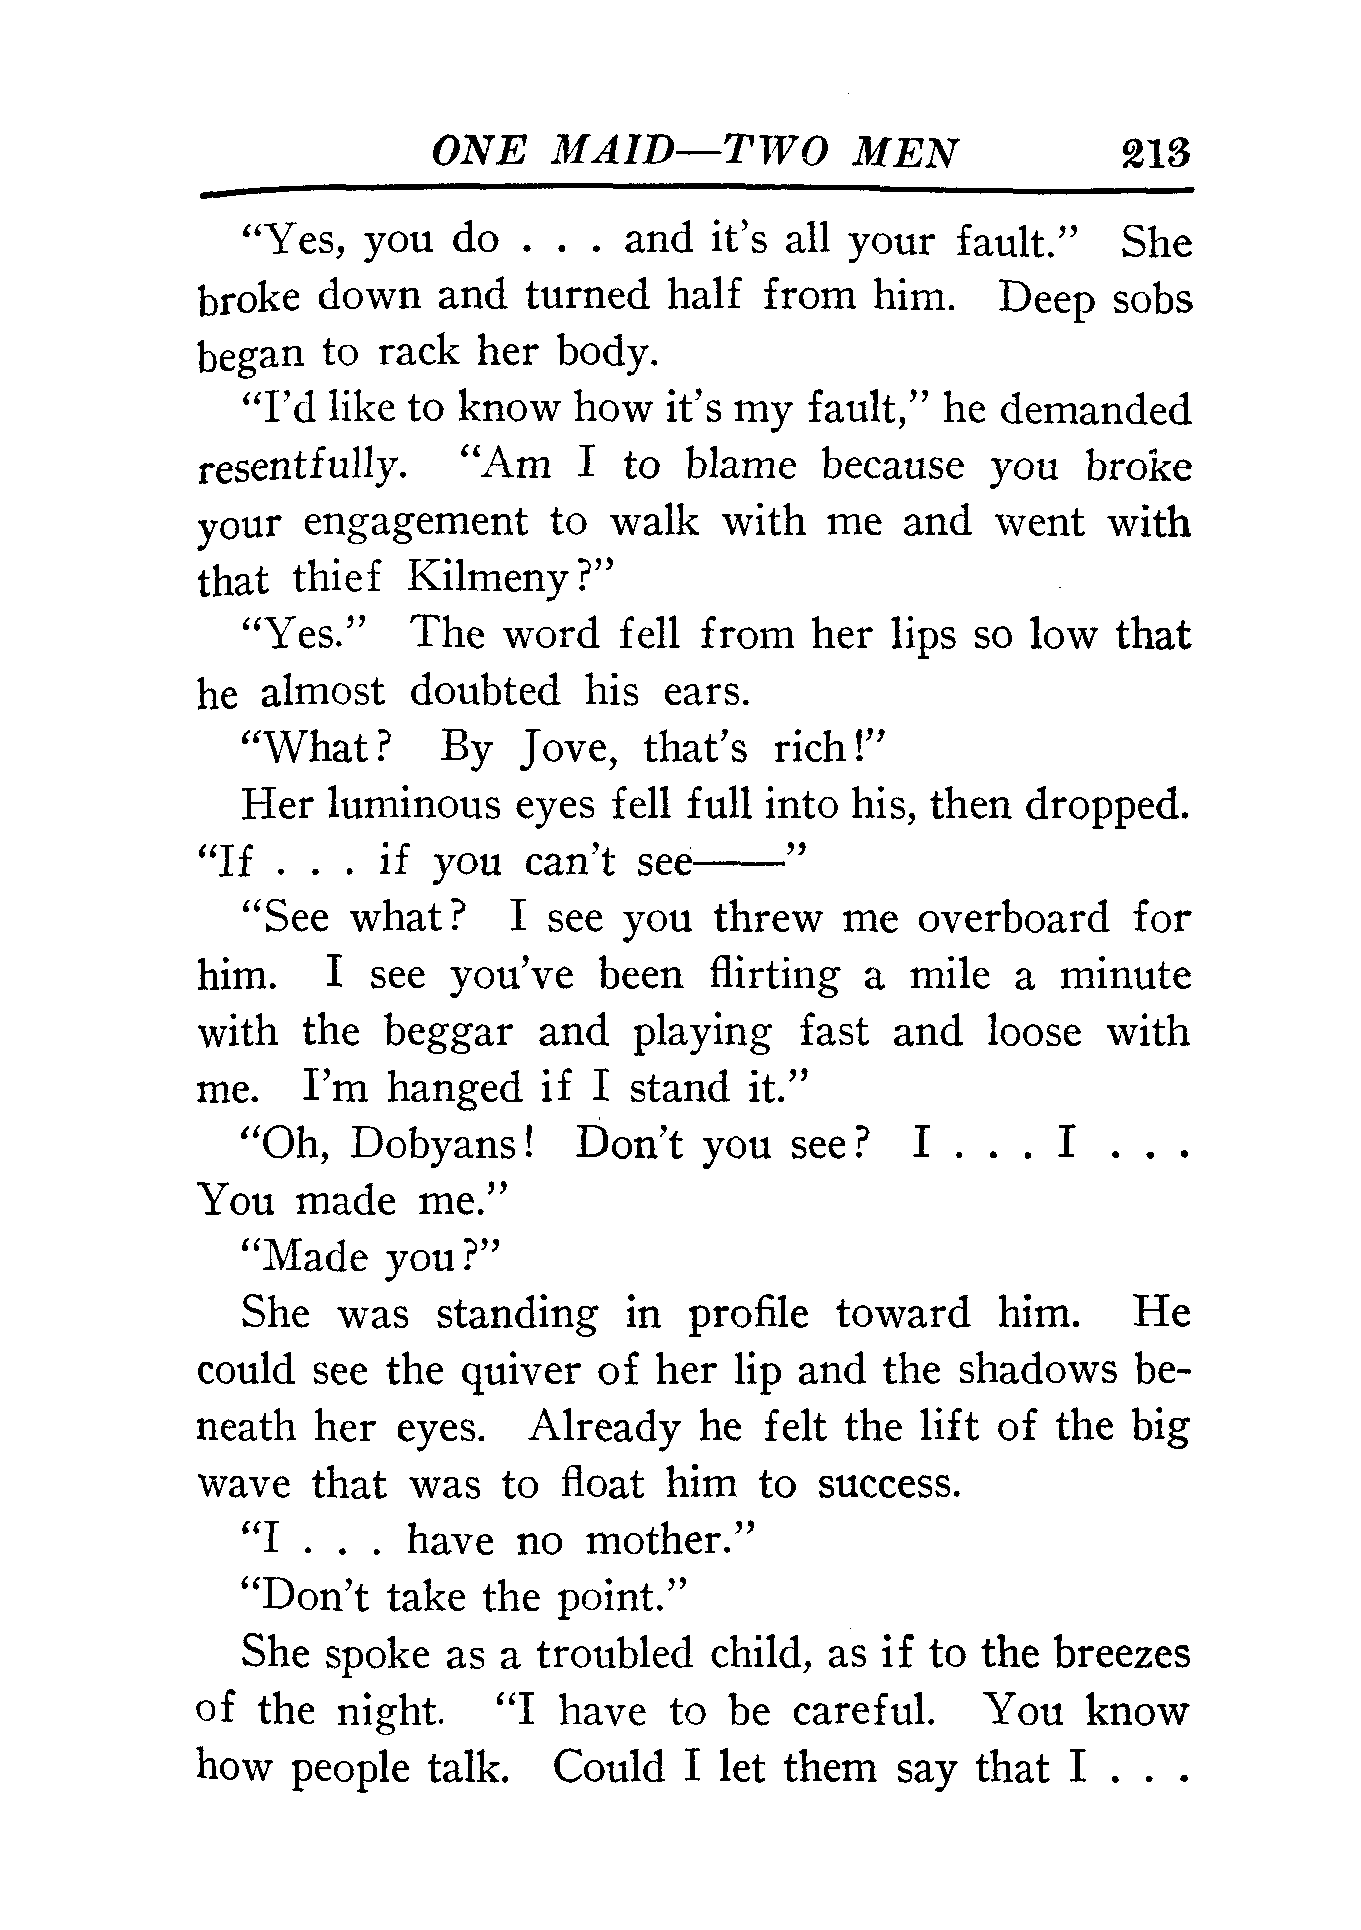 ONE MAID—TWO MEN 213
“Yes, you do . . . and it’s all your fault.” She
broke down and turned half from him. Deep sobs
began to rack her body.
“I’d like to know how it’s my fault,” he demanded
resentfully. “Am I to blame because you broke
your engagement to walk with me and went with
that thief Kilmeny?”
“Yes.” The word fell from her lips so low that
he almost doubted his ears.
“What? By Jove, that’s rich!”
Her luminous eyes fell full into his, then dropped.
“If . . . if you can’t see——”
“See what? I see you threw me overboard for
him. I see you’ve been flirting a mile a minute
with the beggar and playing fast and loose with
me. I’m hanged if I stand it.”
“Oh, Dobyans! Don’t you see? I . . . I . . .
You made me.”
“Made you?”
She was standing in profile toward him. He
could see the quiver of her lip and the shadows be-
neath her eyes. Already he felt the lift of the big
wave that was to float him to success.
“I . . . have no mother.”
“Don’t take the point.”
She spoke as a troubled child, as if to the breezes
of the night. “I have to be careful. You know
how people talk. Could I let them say that I . . .